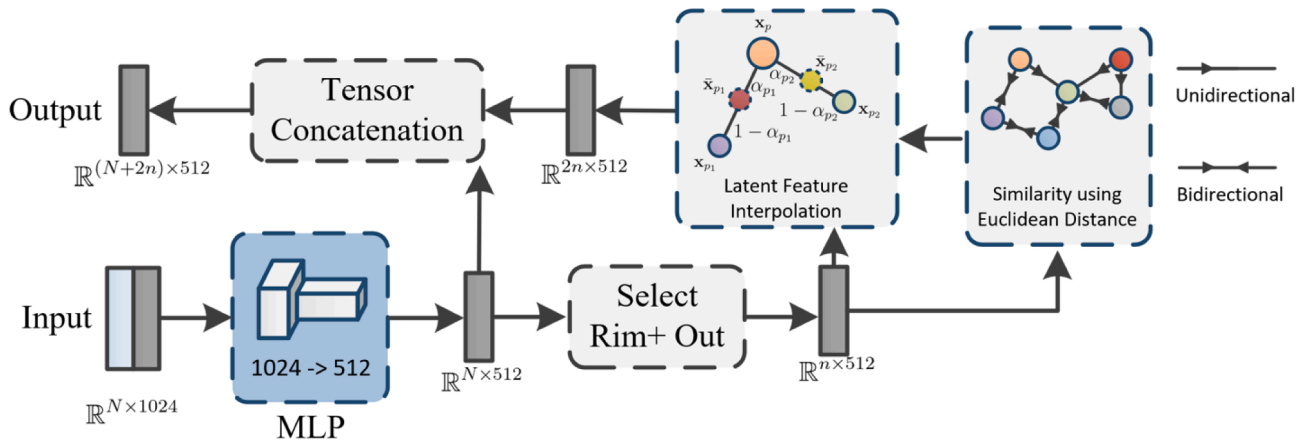 Output
ℝ^{(N+2n)×512}
Tensor
Concatenation
ℝ^{2n×512}
x_p
x̄_{p_1}
α_{p_1}
α_{p_2}
x̄_{p_2}
1 − α_{p_1}
1 − α_{p_2}
x_{p_2}
x_{p_1}
Latent Feature
Interpolation
Similarity using
Euclidean Distance
Unidirectional
Bidirectional
Input
ℝ^{N×1024}
1024 -> 512
MLP
ℝ^{N×512}
Select
Rim+ Out
ℝ^{n×512}